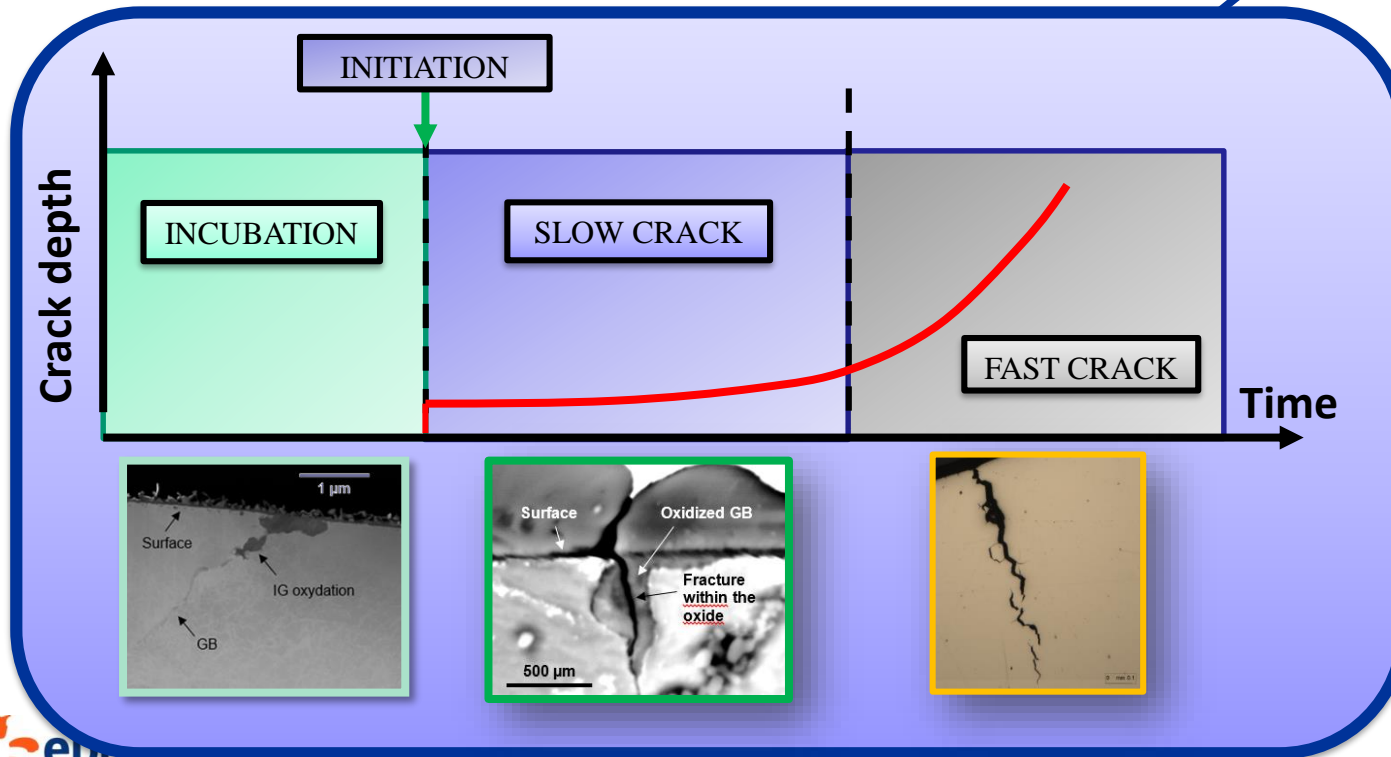 INITIATION
Crack depth
INCUBATION
SLOW CRACK
FAST CRACK
Time
1 µm
Surface
IG oxydation
GB
Surface
Oxidized GB
Fracture
within the
oxide
500 µm